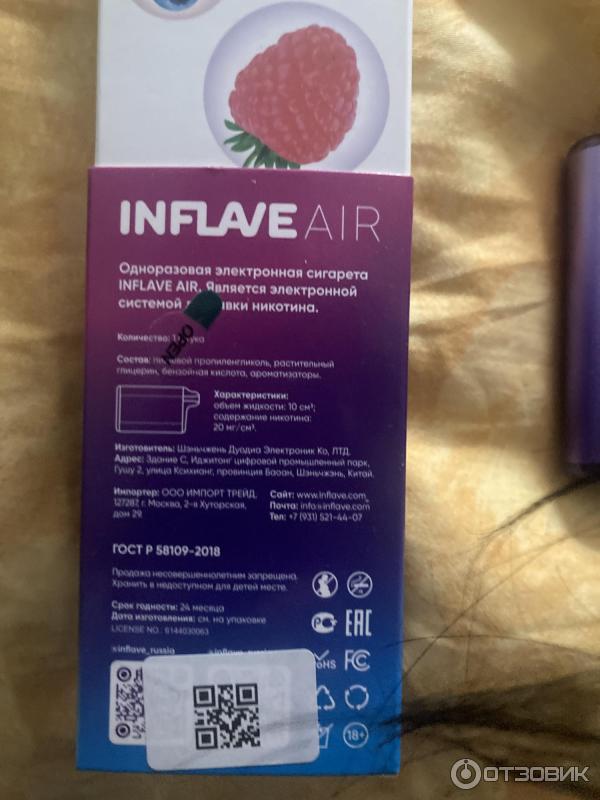 INFLAVE AIR
Одноразовая электронная сигарета
INFLAVE AIR. Является электронной
системой никотина.
OPEN
Количество:
Состав: пропиленгликоль, растительный
глицерин, бензойная кислота, ароматизаторы.
Характеристики:
объем жидкости: 10 см³;
содержание никотина:
20 мг/см³.
Изготовитель: Шэньчжень Дуодиа Электроник Ко, ЛТД.
Адрес: Здание С, Иджитонг цифровой промышленный парк,
Гушу 2, улица Ксихианг, провинция Баоан, Шэньчжэнь, Китай.
Импортер: ООО ИМПОРТ ТРЕЙД,
127287, г. Москва, 2-я Хуторская,
дом 29.
Сайт: www.inflave.com
Почта: info@inflave.com
Тел: +7 (931) 521-44-07
ГОСТ Р 58109-2018
Продажа несовершеннолетним запрещена.
Хранить в недоступном для детей месте.
Срок годности: 24 месяца
Дата изготовления: см. на упаковке
LICENSE NO.: 6144030063
@inflave_russia
EAC
FC
18+
ОТЗОВИК